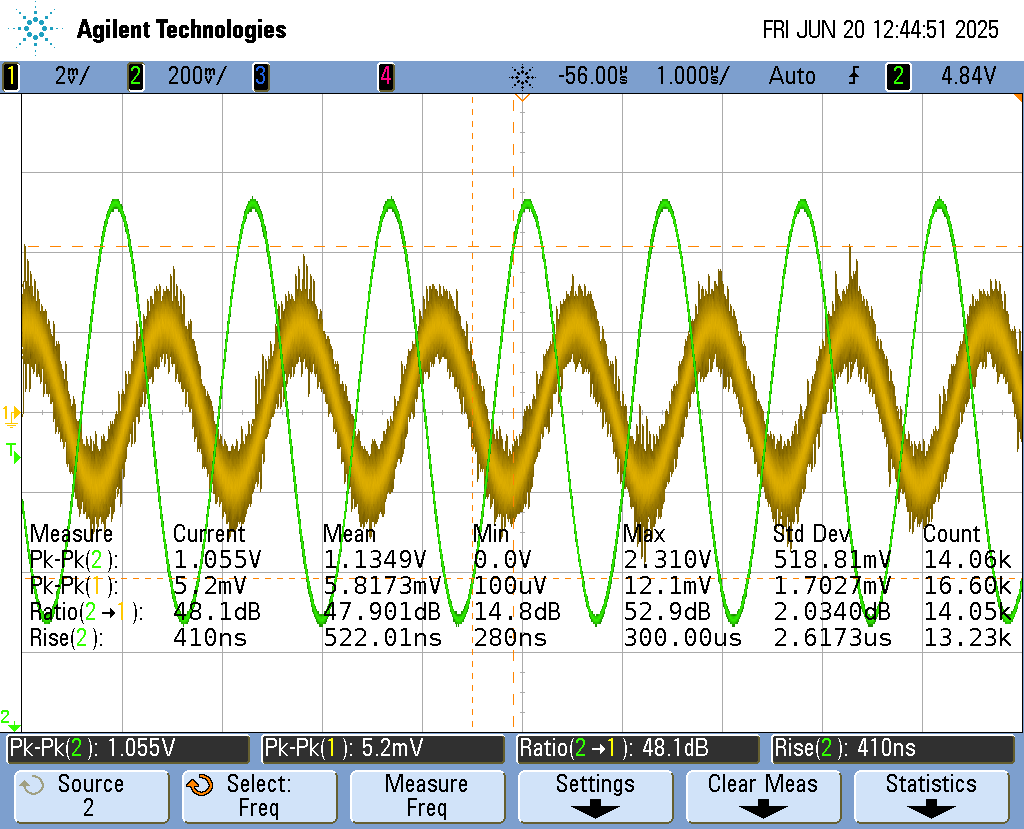 Agilent Technologies
FRI JUN 20 12:44:51 2025
1 2mV/ 2 200mV/ 3 4 -56.00µs 1.000µs/ Auto 2 4.84V
1
T
Measure Current Mean Min Max Std Dev Count
Pk-Pk(2): 1.055V 1.1349V 0.0V 2.310V 518.81mV 14.06k
Pk-Pk(1): 5.2mV 5.8173mV 100uV 12.1mV 1.7027mV 16.60k
Ratio(2→1): 48.1dB 47.901dB 14.8dB 52.9dB 2.0340dB 14.05k
Rise(2): 410ns 522.01ns 280ns 300.00us 2.6173us 13.23k
2
Pk-Pk(2): 1.055V Pk-Pk(1): 5.2mV Ratio(2→1): 48.1dB Rise(2): 410ns
Source Select: Measure Settings Clear Meas Statistics
2 Freq Freq